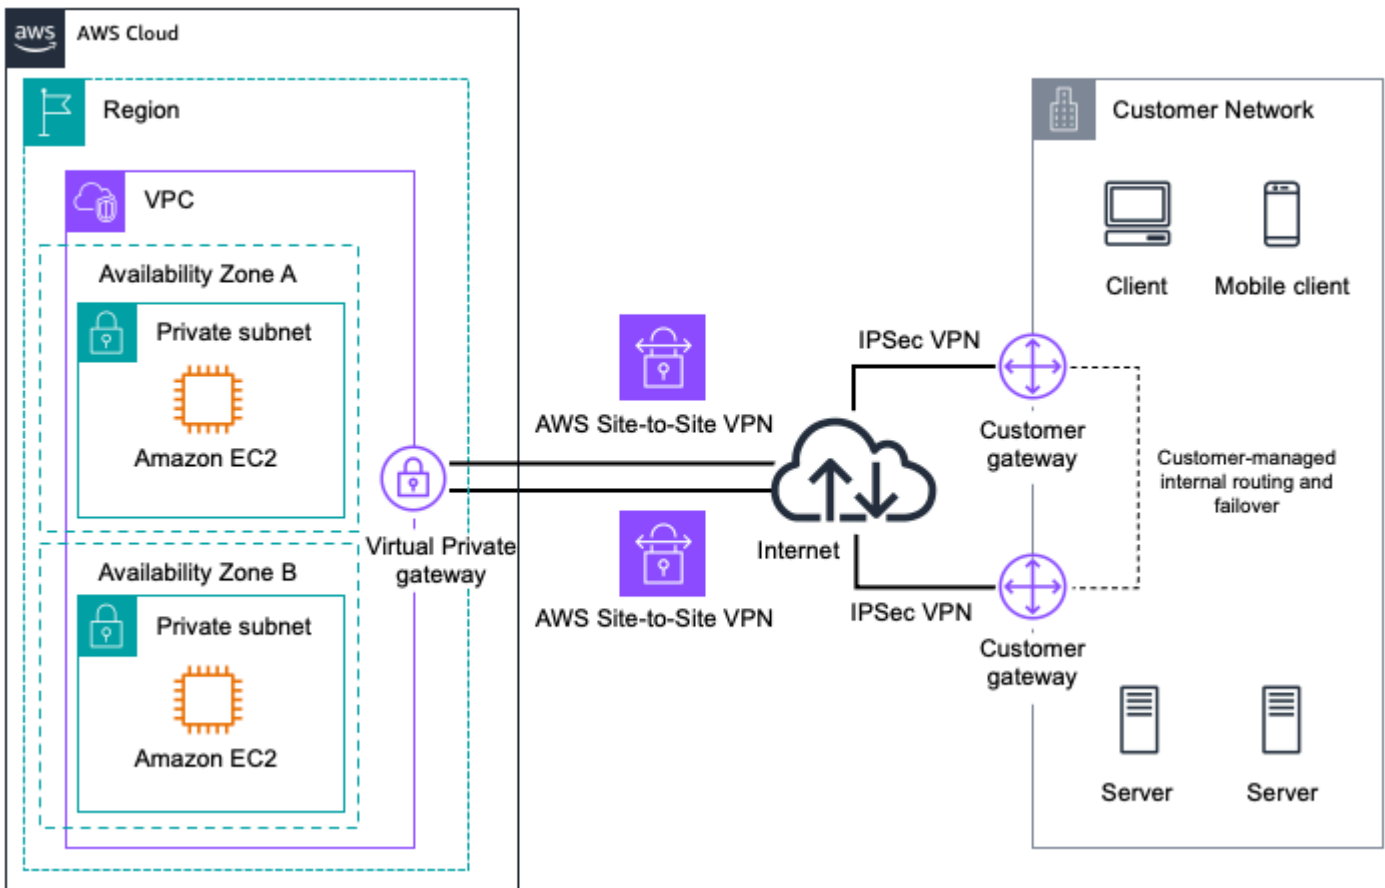 aws
AWS Cloud
Region
VPC
Availability Zone A
Private subnet
Amazon EC2
Availability Zone B
Private subnet
Amazon EC2
Virtual Private
gateway
AWS Site-to-Site VPN
AWS Site-to-Site VPN
Internet
IPSec VPN
IPSec VPN
Customer Network
Client
Mobile client
Customer
gateway
Customer-managed
internal routing and
failover
Customer
gateway
Server
Server